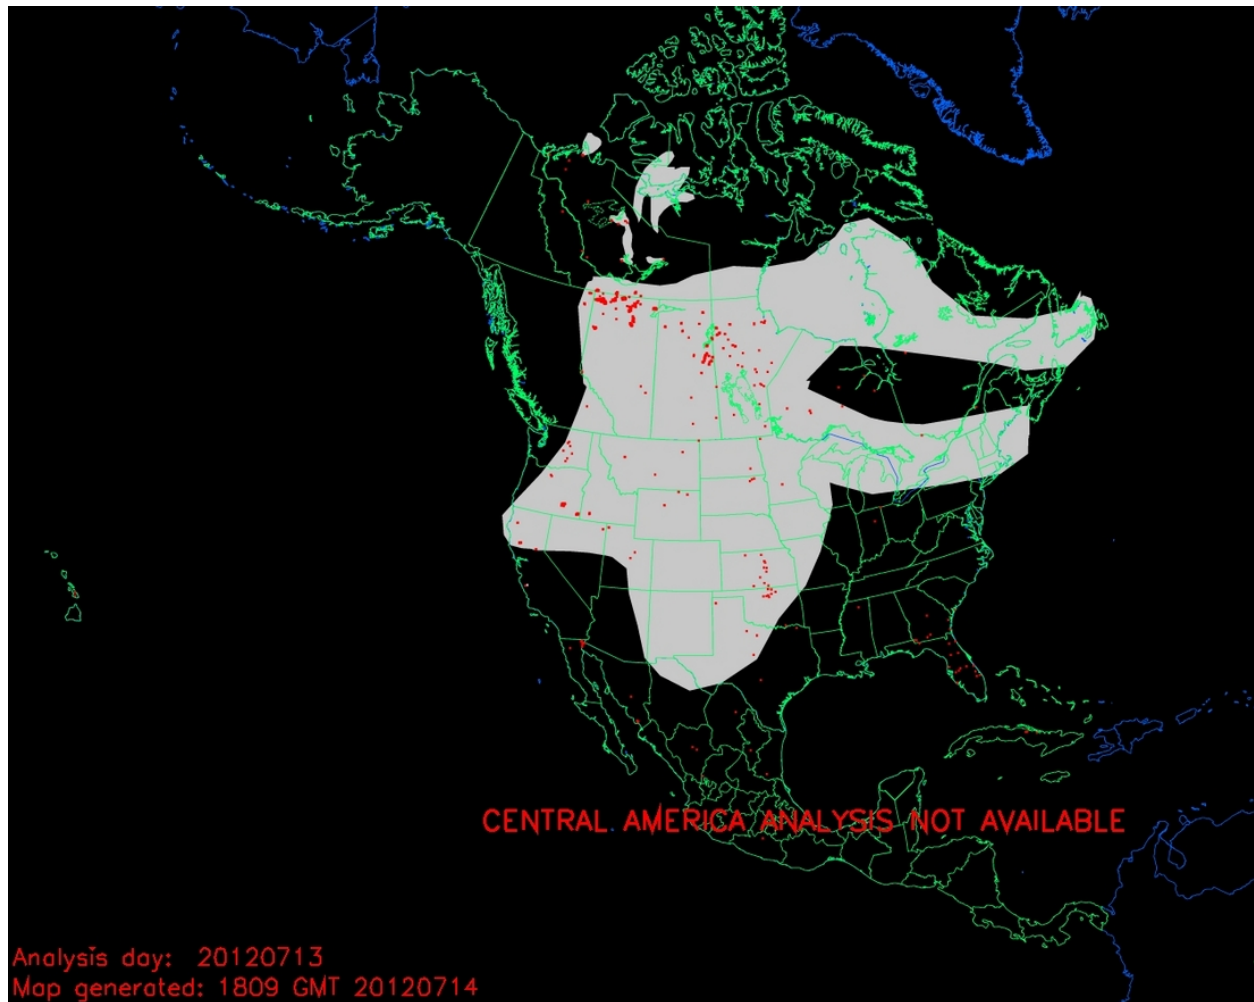 CENTRAL AMERICA ANALYSIS NOT AVAILABLE
Analysis day: 20120713
Map generated: 1809 GMT 20120714